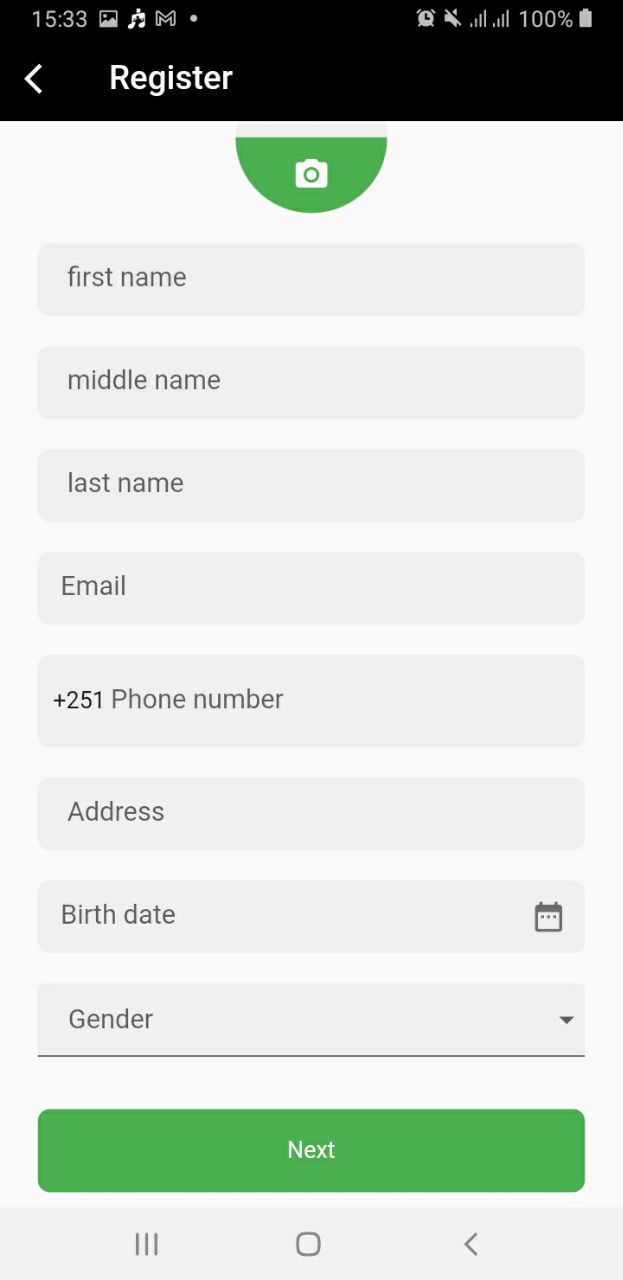 15:33 100%
Register
first name
middle name
last name
Email
+251 Phone number
Address
Birth date
Gender
Next